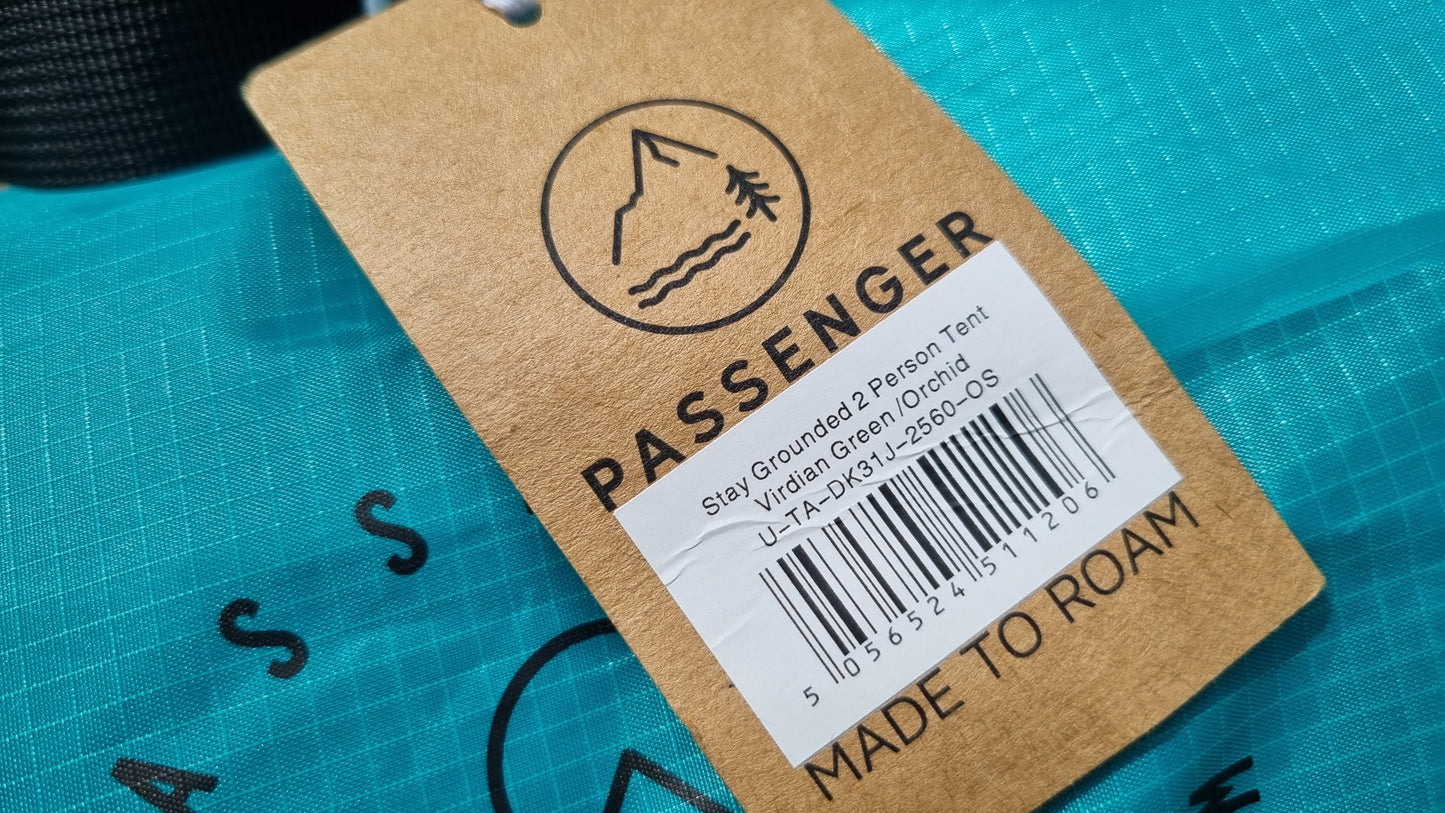 PASSENGER
Stay Grounded 2 Person Tent
Virdian Green /Orchid
U-TA-DK31J-2560-OS
5 056524 511206
MADE TO ROAM
A S S
M